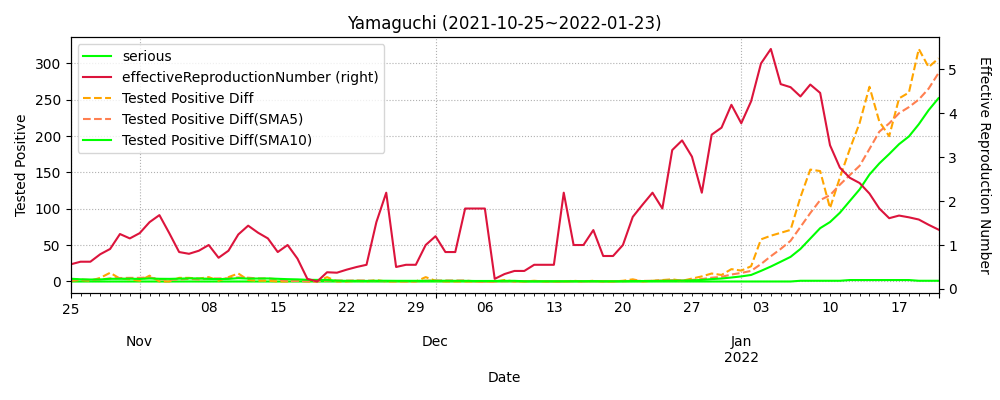 Yamaguchi (2021-10-25~2022-01-23)
serious
effectiveReproductionNumber (right)
Tested Positive Diff
Tested Positive Diff(SMA5)
Tested Positive Diff(SMA10)
Tested Positive
300
250
200
150
100
50
0
Effective Reproduction Number
5
4
3
2
1
0
25 08 15 22 29 06 13 20 27 03 10 17
Nov Dec Jan
2022
Date